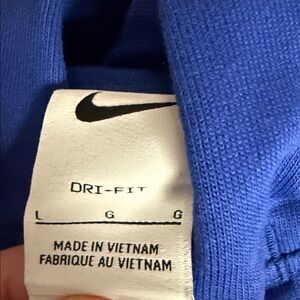 DRI-FIT
L G G
MADE IN VIETNAM
FABRIQUE AU VIETNAM